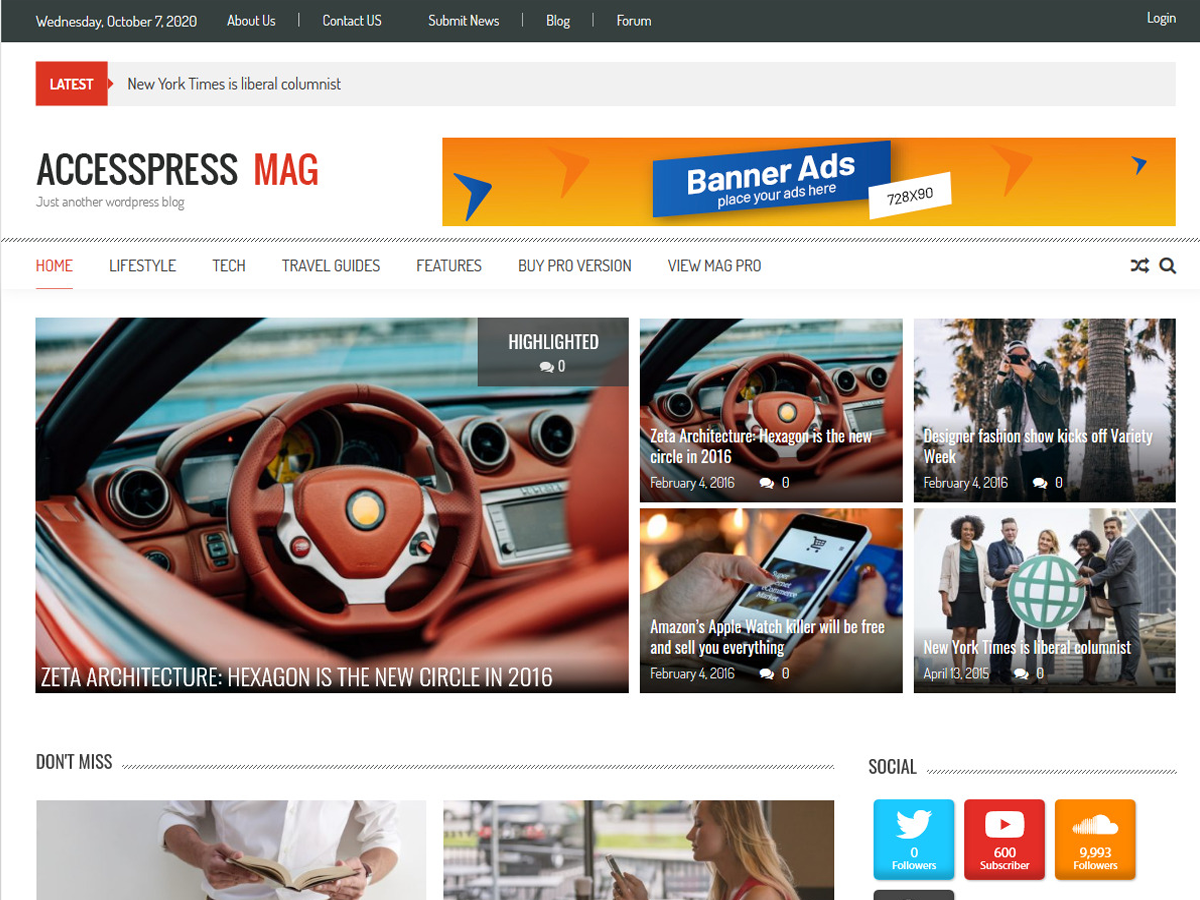 Wednesday, October 7, 2020 About Us Contact US Submit News Blog Forum Login
LATEST New York Times is liberal columnist
ACCESSPRESS MAG
Just another wordpress blog
Banner Ads
place your ads here
728X90
HOME LIFESTYLE TECH TRAVEL GUIDES FEATURES BUY PRO VERSION VIEW MAG PRO
HIGHLIGHTED
0
ZETA ARCHITECTURE: HEXAGON IS THE NEW CIRCLE IN 2016
Zeta Architecture: Hexagon is the new
circle in 2016
February 4, 2016 0
Designer fashion show kicks off Variety
Week
February 4, 2016 0
Super
Internet
eCommerce
Market
Amazon's Apple Watch killer will be free
and sell you everything
February 4, 2016 0
New York Times is liberal columnist
April 13, 2015 0
DON'T MISS
SOCIAL
0
Followers
600
Subscriber
9,993
Followers